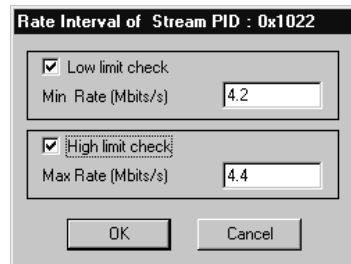 Rate Interval of Stream PID : 0x1022
Low limit check
Min Rate (Mbits/s) 4.2
High limit check
Max Rate (Mbits/s) 4.4
OK Cancel